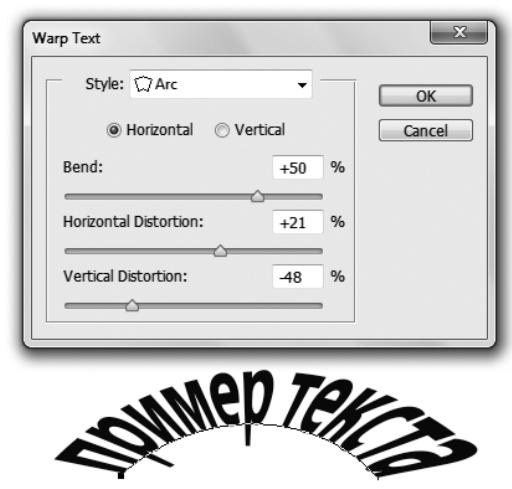 Warp Text
Style: Arc
OK
Horizontal Vertical
Cancel
Bend: +50 %
Horizontal Distortion: +21 %
Vertical Distortion: -48 %
пример текста